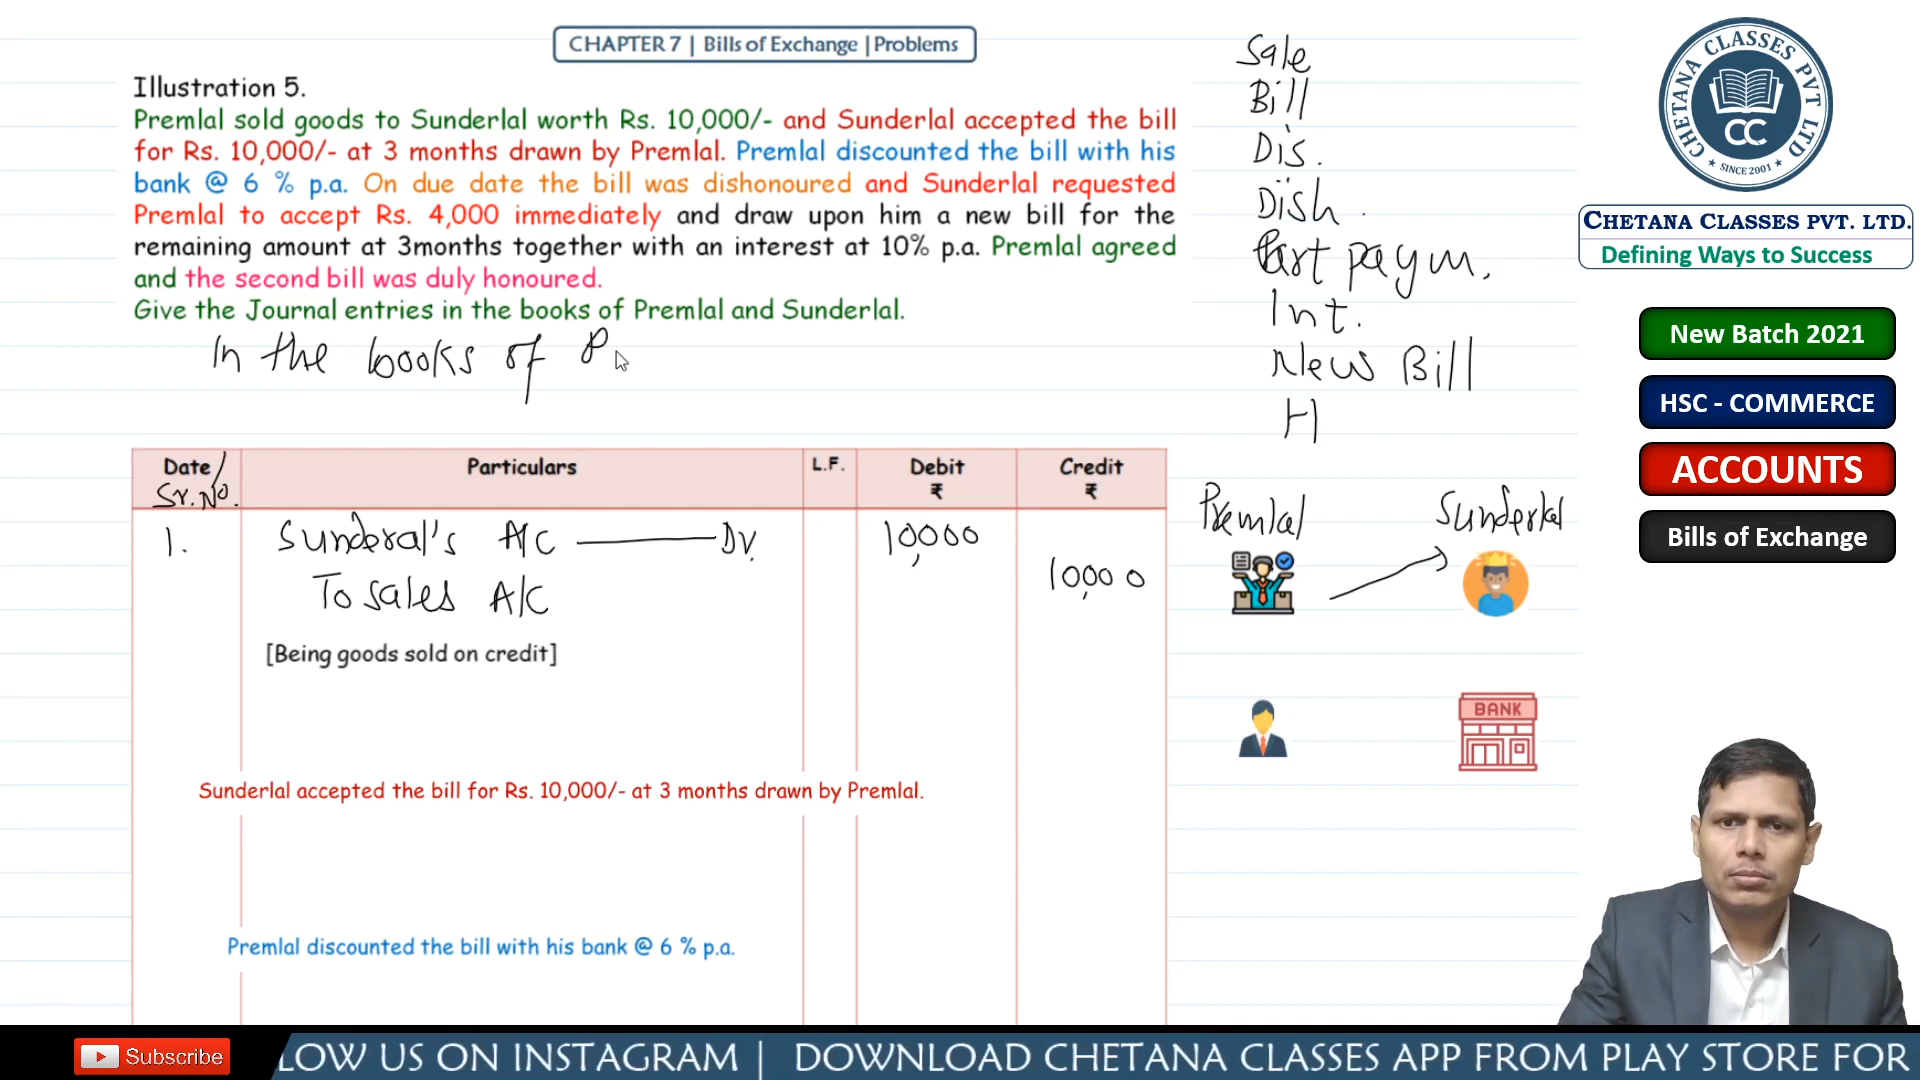 CHAPTER 7 | Bills of Exchange | Problems
Illustration 5.
Premlal sold goods to Sunderlal worth Rs. 10,000/- and Sunderlal accepted the bill
for Rs. 10,000/- at 3 months drawn by Premlal. Premlal discounted the bill with his
bank @ 6 % p.a. On due date the bill was dishonoured and Sunderlal requested
Premlal to accept Rs. 4,000 immediately and draw upon him a new bill for the
remaining amount at 3months together with an interest at 10% p.a. Premlal agreed
and the second bill was duly honoured.
Give the Journal entries in the books of Premlal and Sunderlal.
In the books of P
Date / Sr. No. Particulars L.F. Debit ₹ Credit ₹
1. Sunderal's A/C Dr. 10,000
To sales A/C 10,000
[Being goods sold on credit]
Sunderlal accepted the bill for Rs. 10,000/- at 3 months drawn by Premlal.
Premlal discounted the bill with his bank @ 6 % p.a.
Sale
Bill
Dis.
Dish.
Part paym.
Int.
New Bill
H
Premlal Sunderlal
BANK
CHETANA CLASSES PVT LTD
CC
SINCE 2001
CHETANA CLASSES PVT. LTD.
Defining Ways to Success
New Batch 2021
HSC - COMMERCE
ACCOUNTS
Bills of Exchange
Subscribe
LOW US ON INSTAGRAM | DOWNLOAD CHETANA CLASSES APP FROM PLAY STORE FOR